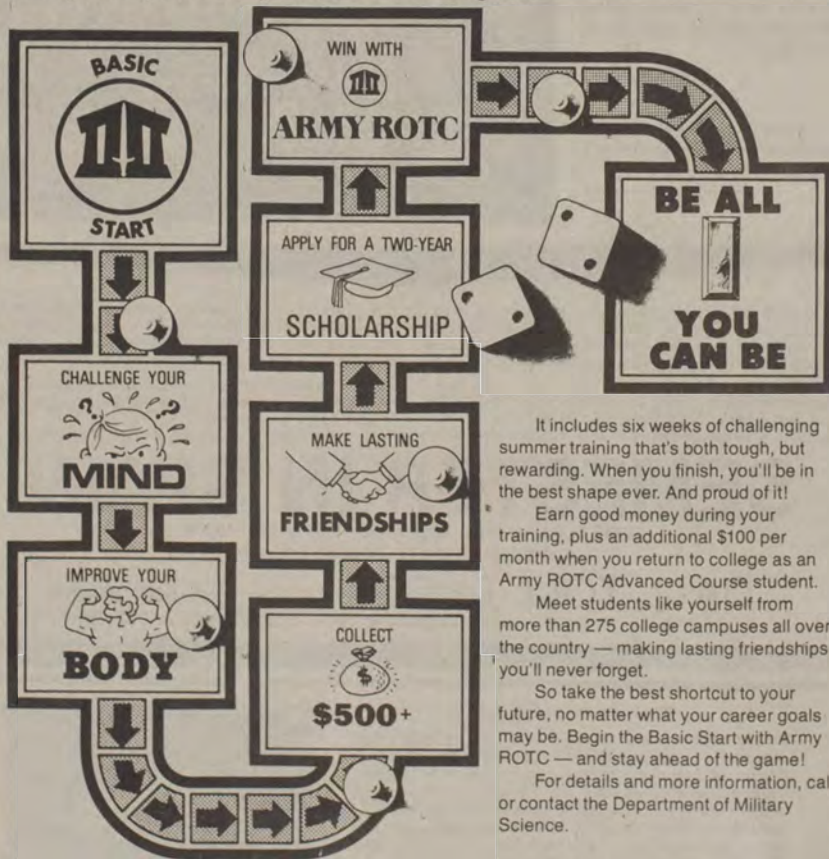 BASIC
START
CHALLENGE YOUR
MIND
IMPROVE YOUR
BODY
COLLECT
$
$500+
MAKE LASTING
FRIENDSHIPS
APPLY FOR A TWO-YEAR
SCHOLARSHIP
WIN WITH
ARMY ROTC
BE ALL
YOU
CAN BE
It includes six weeks of challenging
summer training that's both tough, but
rewarding. When you finish, you'll be in
the best shape ever. And proud of it!
Earn good money during your
training, plus an additional $100 per
month when you return to college as an
Army ROTC Advanced Course student.
Meet students like yourself from
more than 275 college campuses all over
the country — making lasting friendships
you'll never forget.
So take the best shortcut to your
future, no matter what your career goals
may be. Begin the Basic Start with Army
ROTC — and stay ahead of the game!
For details and more information, cal
or contact the Department of Military
Science.